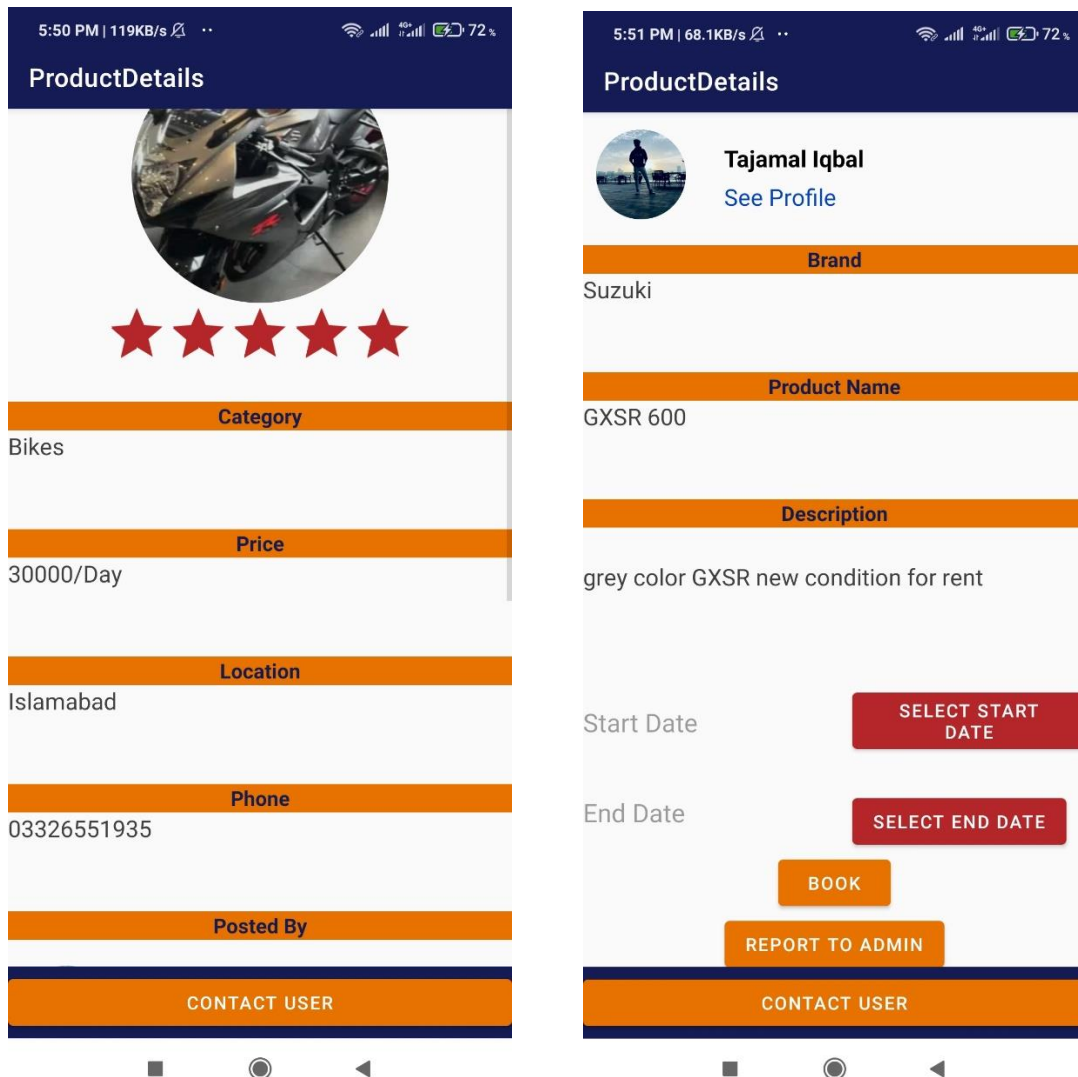 5:50 PM | 119KB/s
4G+
72 %
ProductDetails
R
Category
Bikes
Price
30000/Day
Location
Islamabad
Phone
03326551935
Posted By
CONTACT USER
5:51 PM | 68.1KB/s
4G+
72 %
ProductDetails
Tajamal Iqbal
See Profile
Brand
Suzuki
Product Name
GXSR 600
Description
grey color GXSR new condition for rent
Start Date
SELECT START
DATE
End Date
SELECT END DATE
BOOK
REPORT TO ADMIN
CONTACT USER